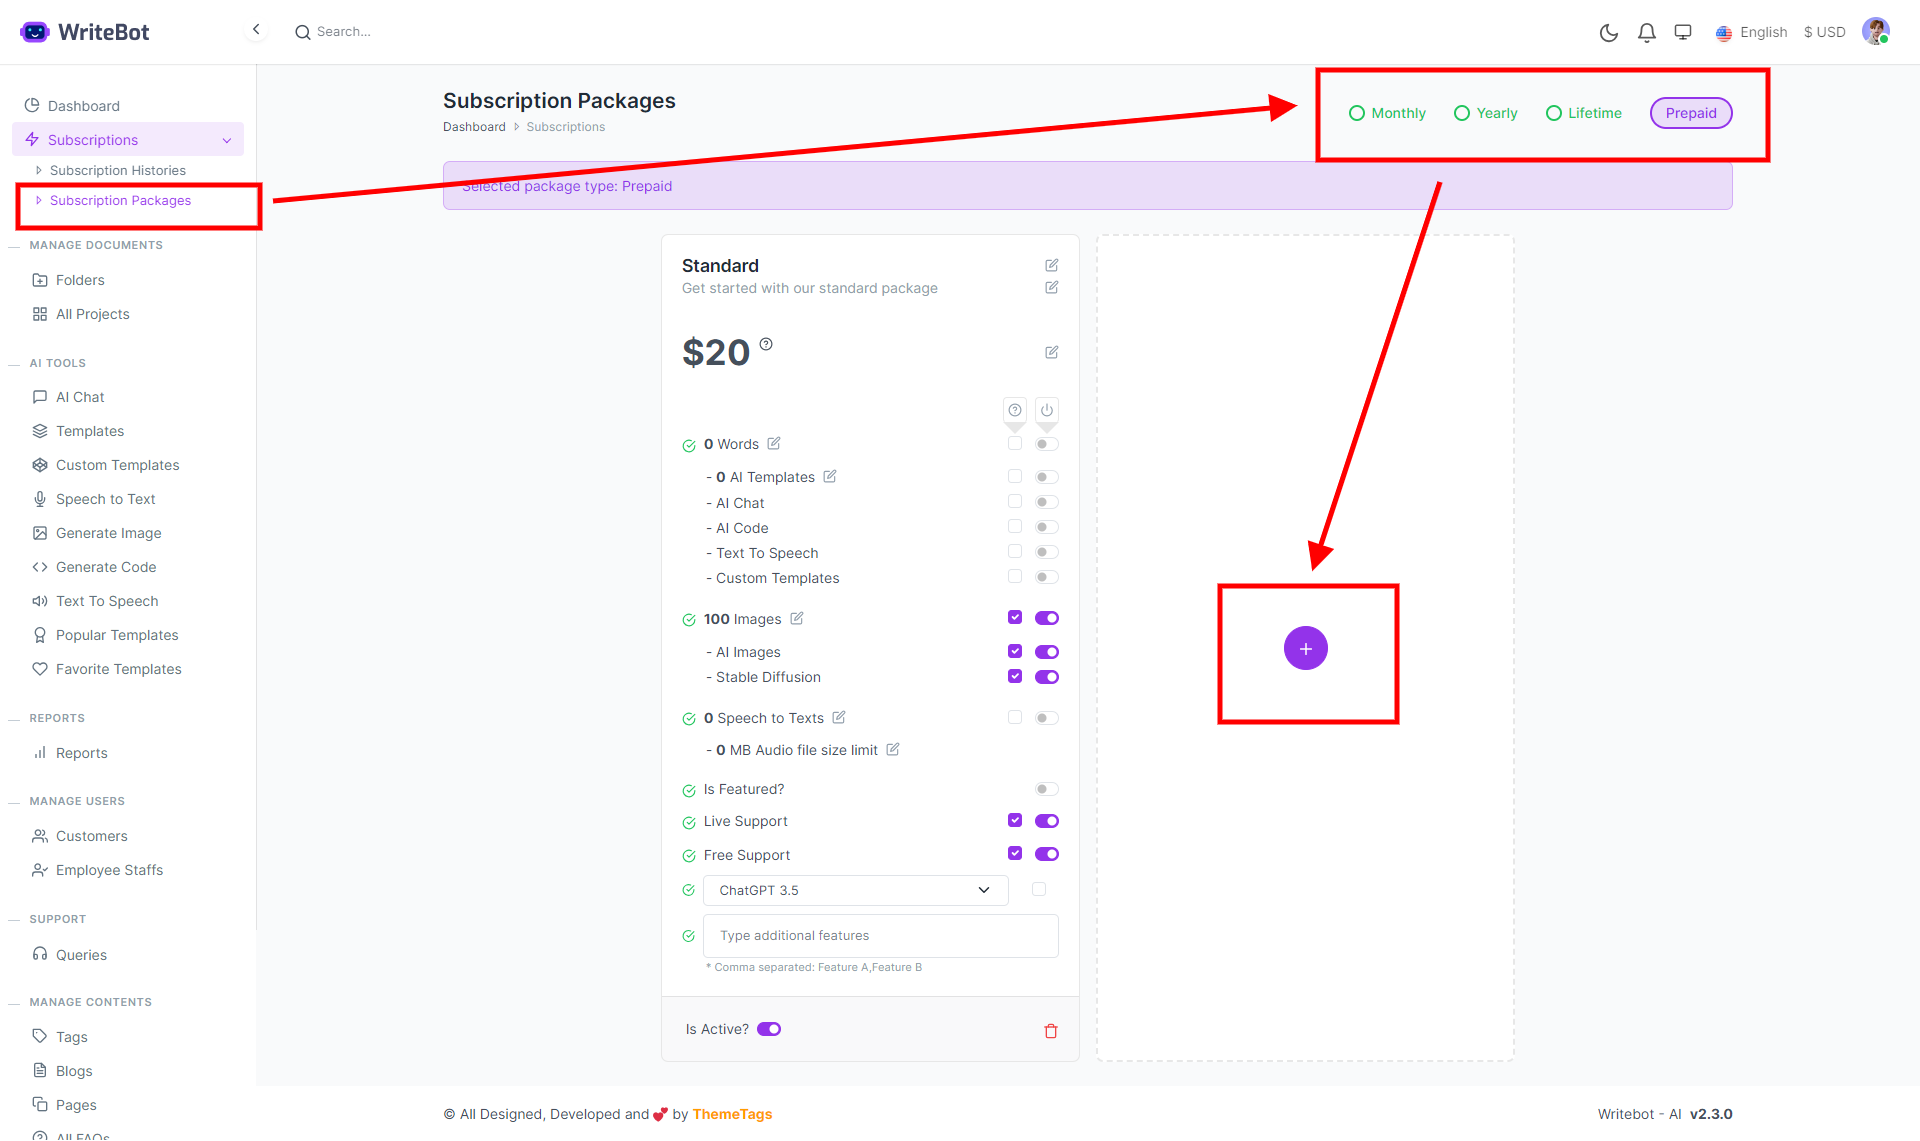 WriteBot
Search...
English
$ USD
Dashboard
Subscriptions
Subscription Histories
Subscription Packages
MANAGE DOCUMENTS
Folders
All Projects
AI TOOLS
AI Chat
Templates
Custom Templates
Speech to Text
Generate Image
Generate Code
Text To Speech
Popular Templates
Favorite Templates
REPORTS
Reports
MANAGE USERS
Customers
Employee Staffs
SUPPORT
Queries
MANAGE CONTENTS
Tags
Blogs
Pages
All FAQs
Subscription Packages
Dashboard Subscriptions
Monthly
Yearly
Lifetime
Prepaid
Selected package type: Prepaid
Standard
Get started with our standard package
$20
0 Words
- 0 AI Templates
- AI Chat
- AI Code
- Text To Speech
- Custom Templates
100 Images
- AI Images
- Stable Diffusion
0 Speech to Texts
- 0 MB Audio file size limit
Is Featured?
Live Support
Free Support
ChatGPT 3.5
Type additional features
* Comma separated: Feature A,Feature B
Is Active?
© All Designed, Developed and 💕 by ThemeTags
Writebot - AI v2.3.0